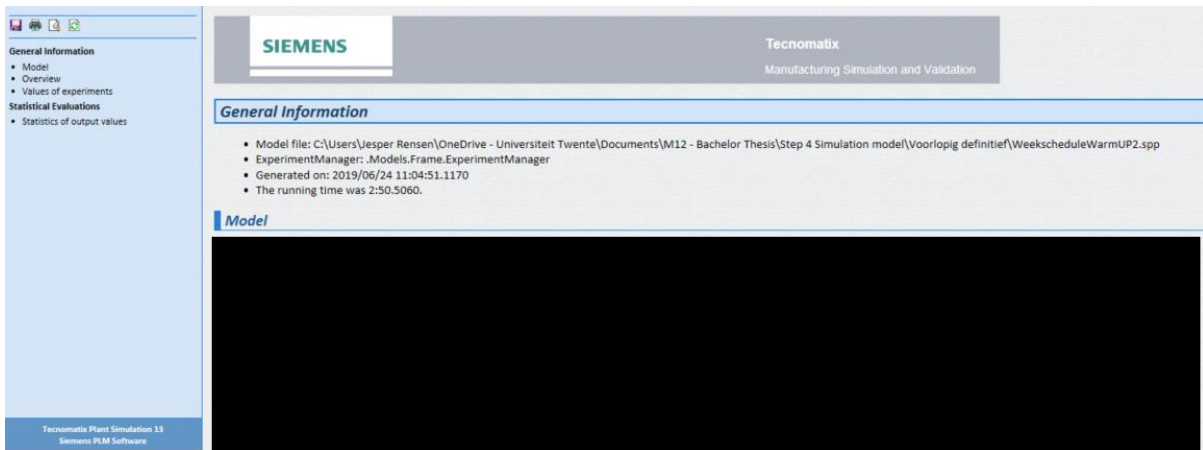 General Information
• Model
• Overview
• Values of experiments
Statistical Evaluations
• Statistics of output values
Tecnomatix Plant Simulation 13
Siemens PLM Software
SIEMENS
Tecnomatix
Manufacturing Simulation and Validation
General Information
• Model file: C:\Users\Jesper Rensen\OneDrive - Universiteit Twente\Documents\M12 - Bachelor Thesis\Step 4 Simulation model\Voorlopig definitief\WeekscheduleWarmUP2.spp
• ExperimentManager: .Models.Frame.ExperimentManager
• Generated on: 2019/06/24 11:04:51.1170
• The running time was 2:50.5060.
Model